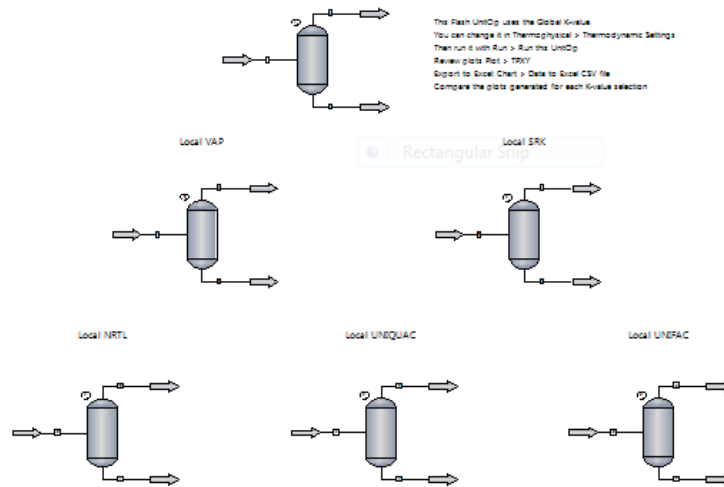 This Flash UnitOp uses the Global K-value
You can change it in Thermophysical > Thermodynamic Settings
Then run it with Run > Run this UnitOp
Review plots Plot > TPXY
Export to Excel Chart > Data to Excel CSV file
Compare the plots generated for each K-value selection
Local VAP
Local SRK
Rectangular Snip
Local NRTL
Local UNIQUAC
Local UNIFAC